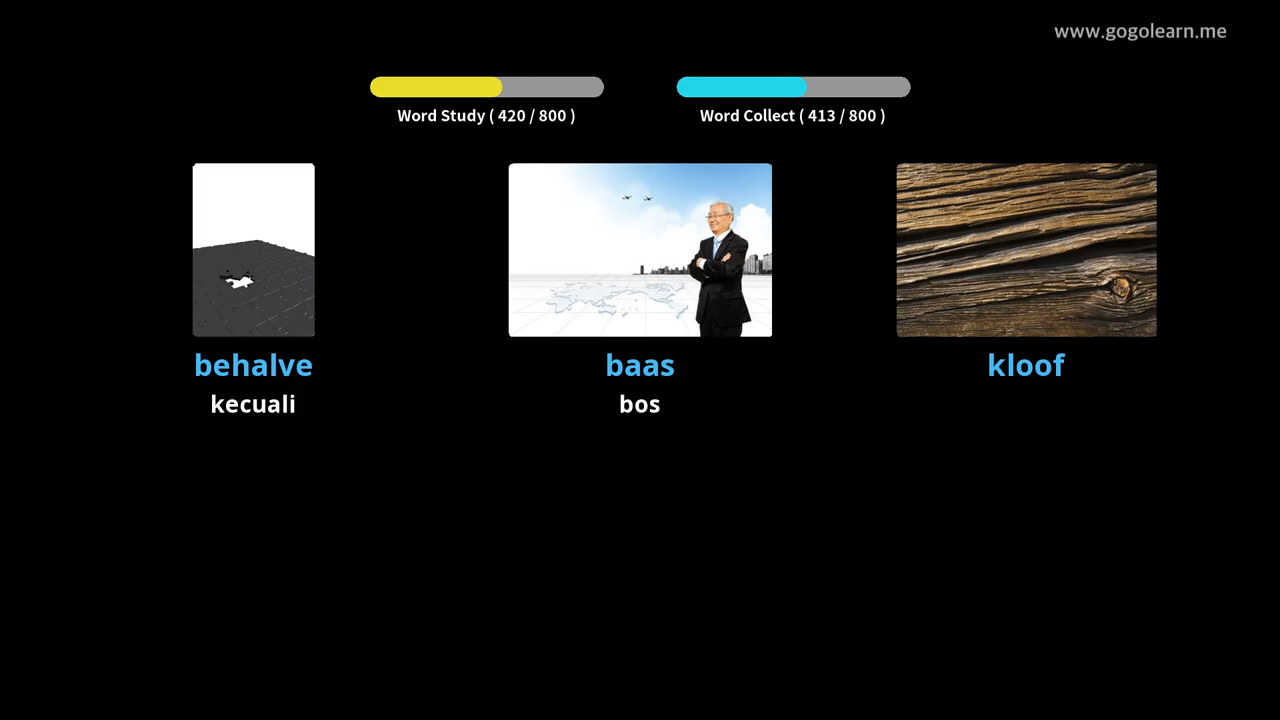 www.gogolearn.me
Word Study ( 420 / 800 )
Word Collect ( 413 / 800 )
behalve
kecuali
baas
bos
kloof